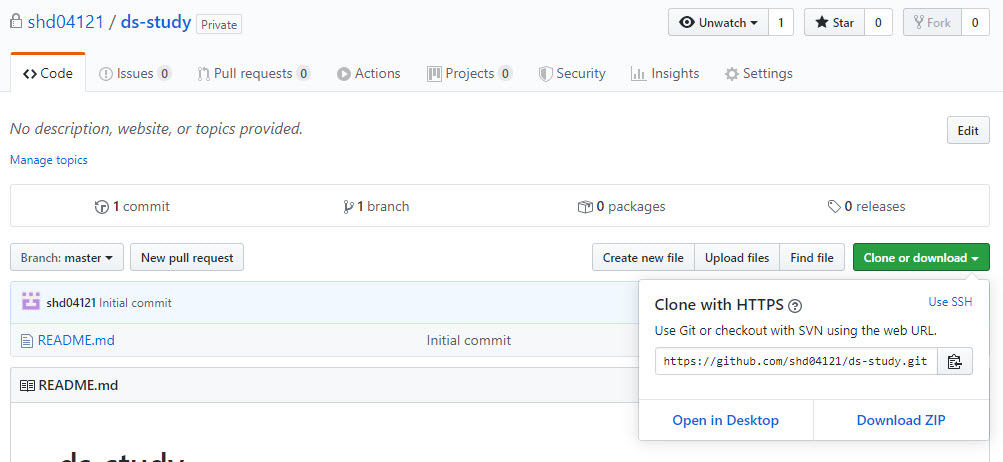 shd04121 / ds-study Private Unwatch 1 Star 0 Fork 0
Code Issues 0 Pull requests 0 Actions Projects 0 Security Insights Settings
No description, website, or topics provided. Edit
Manage topics
1 commit 1 branch 0 packages 0 releases
Branch: master New pull request Create new file Upload files Find file Clone or download
shd04121 Initial commit
README.md Initial commit
README.md
ds-study
Clone with HTTPS ? Use SSH
Use Git or checkout with SVN using the web URL.
https://github.com/shd04121/ds-study.git
Open in Desktop Download ZIP